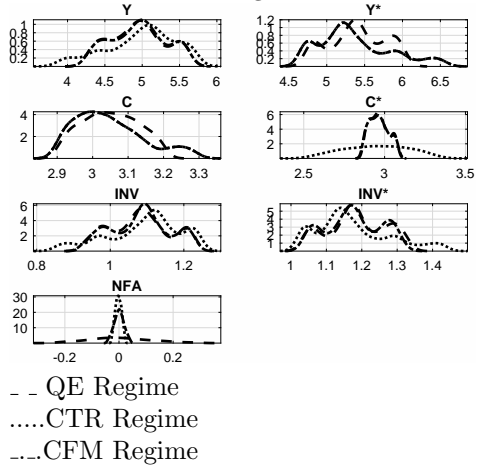 Y
Y*
1
0.8
0.6
0.4
0.2
4 4.5 5 5.5 6
1.2
1
0.8
0.6
0.4
0.2
4.5 5 5.5 6 6.5
C
C*
4
2
2.9 3 3.1 3.2 3.3
6
4
2
2.5 3 3.5
INV
INV*
6
4
2
0.8 1 1.2
5
4
3
2
1
1 1.1 1.2 1.3 1.4
NFA
30
20
10
-0.2 0 0.2
_ _ QE Regime
.....CTR Regime
_._.CFM Regime